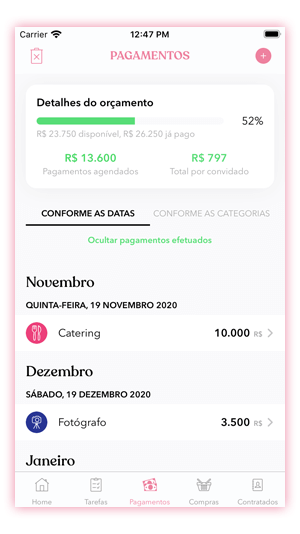 Carrier 12:47 PM
PAGAMENTOS
Detalhes do orçamento
52%
R$ 23.750 disponível, R$ 26.250 já pago
R$ 13.600 R$ 797
Pagamentos agendados Total por convidado
CONFORME AS DATAS CONFORME AS CATEGORIAS
Ocultar pagamentos efetuados
Novembro
QUINTA-FEIRA, 19 NOVEMBRO 2020
Catering 10.000 R$
Dezembro
SÁBADO, 19 DEZEMBRO 2020
Fotógrafo 3.500 R$
Janeiro
Home Tarefas Pagamentos Compras Contratados